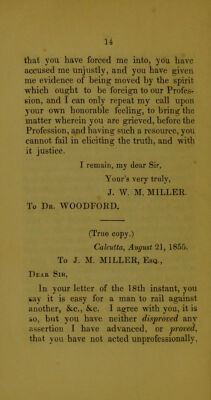 14
that you have forced me into, you have
accused me unjustly, and you have given
me evidence of being moved by the spirit
which ought to be foreign to our Profes-
sion, and I can only repeat my call upon
your own honorable feeling, to bring the
matter wherein you are grieved, before the
Profession, and having such a resource, you
cannot fail in eliciting the truth, and with
it justice.
I remain, my dear Sir,
Your's very truly,
J. W. M. MILLER.
To Dr. WOODFORD.
(True copy.)
Calcutta, August 21, 1855.
To J. M. MILLER, Esq.,
Dear Sir,
In your letter of the 18th instant, you
say it is easy for a man to rail against
another, &c., &c. I agree with you, it is
so, but you have neither disproved any
assertion I have advanced, or proved,
that you have not acted unprofessionally,